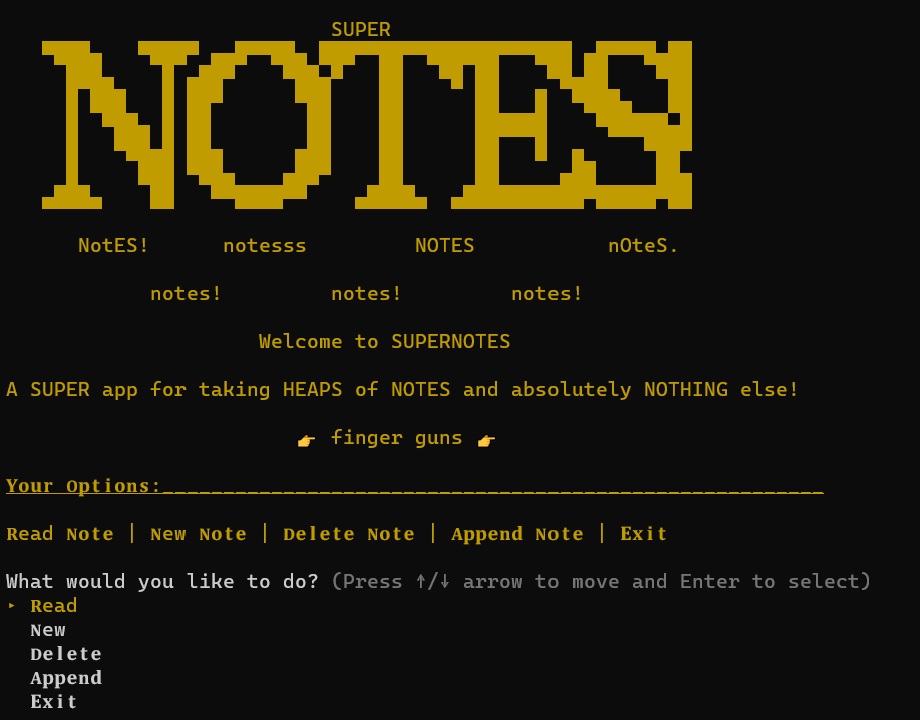 SUPER
NOTES
NotES! notesss NOTES nOteS.
notes! notes! notes!
Welcome to SUPERNOTES
A SUPER app for taking HEAPS of NOTES and absolutely NOTHING else!
👉 finger guns 👉
Your Options:_______________________________________________________
Read Note | New Note | Delete Note | Append Note | Exit
What would you like to do? (Press ↑/↓ arrow to move and Enter to select)
‣ Read
New
Delete
Append
Exit